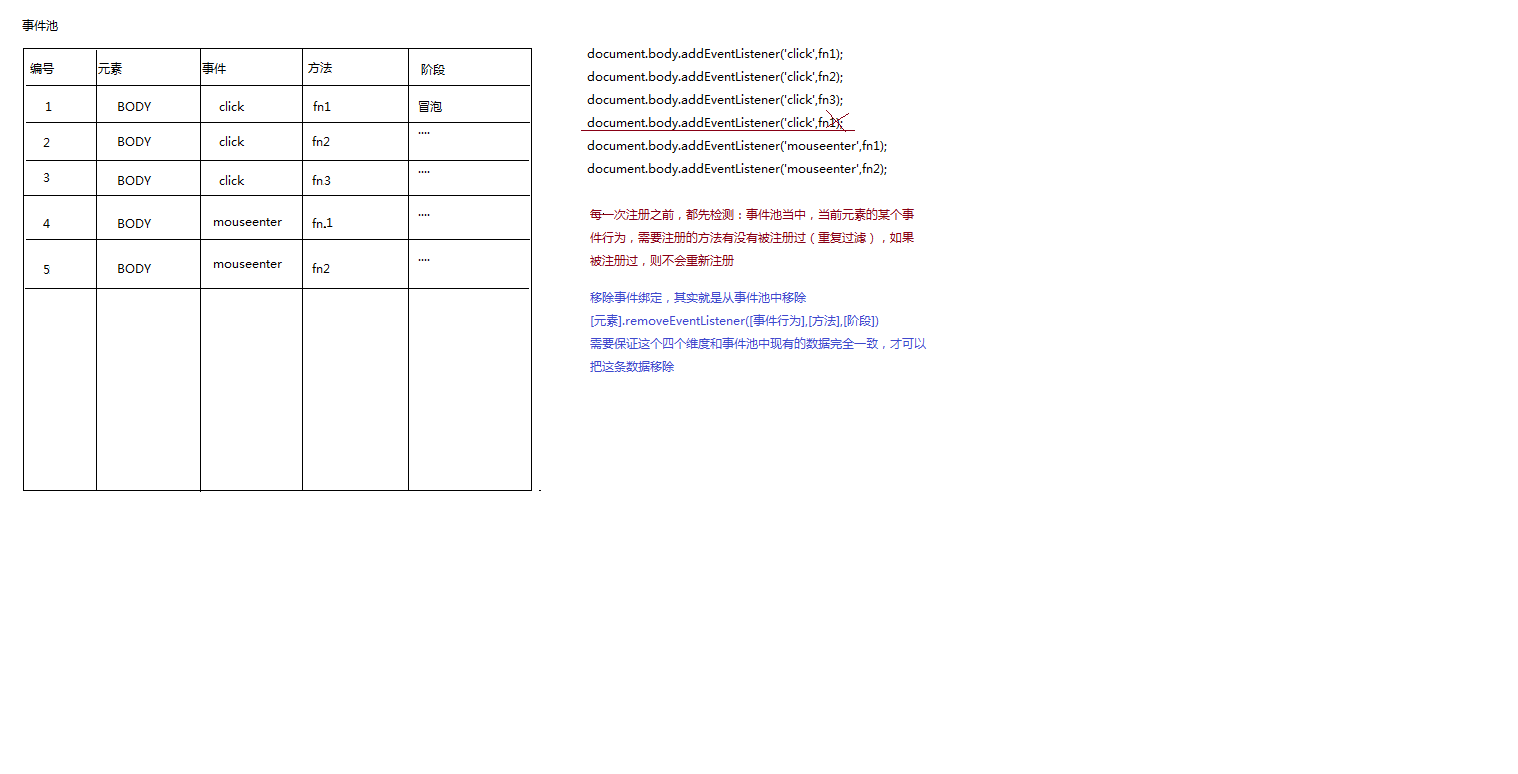 事件池
编号 元素 事件 方法 阶段
1 BODY click fn1 冒泡
2 BODY click fn2 ....
3 BODY click fn3 ....
4 BODY mouseenter fn.1 ....
5 BODY mouseenter fn2 ....
document.body.addEventListener('click',fn1);
document.body.addEventListener('click',fn2);
document.body.addEventListener('click',fn3);
document.body.addEventListener('click',fn1);
document.body.addEventListener('mouseenter',fn1);
document.body.addEventListener('mouseenter',fn2);
每一次注册之前，都先检测：事件池当中，当前元素的某个事
件行为，需要注册的方法有没有被注册过（重复过滤），如果
被注册过，则不会重新注册
移除事件绑定，其实就是从事件池中移除
[元素].removeEventListener([事件行为],[方法],[阶段])
需要保证这个四个维度和事件池中现有的数据完全一致，才可以
把这条数据移除